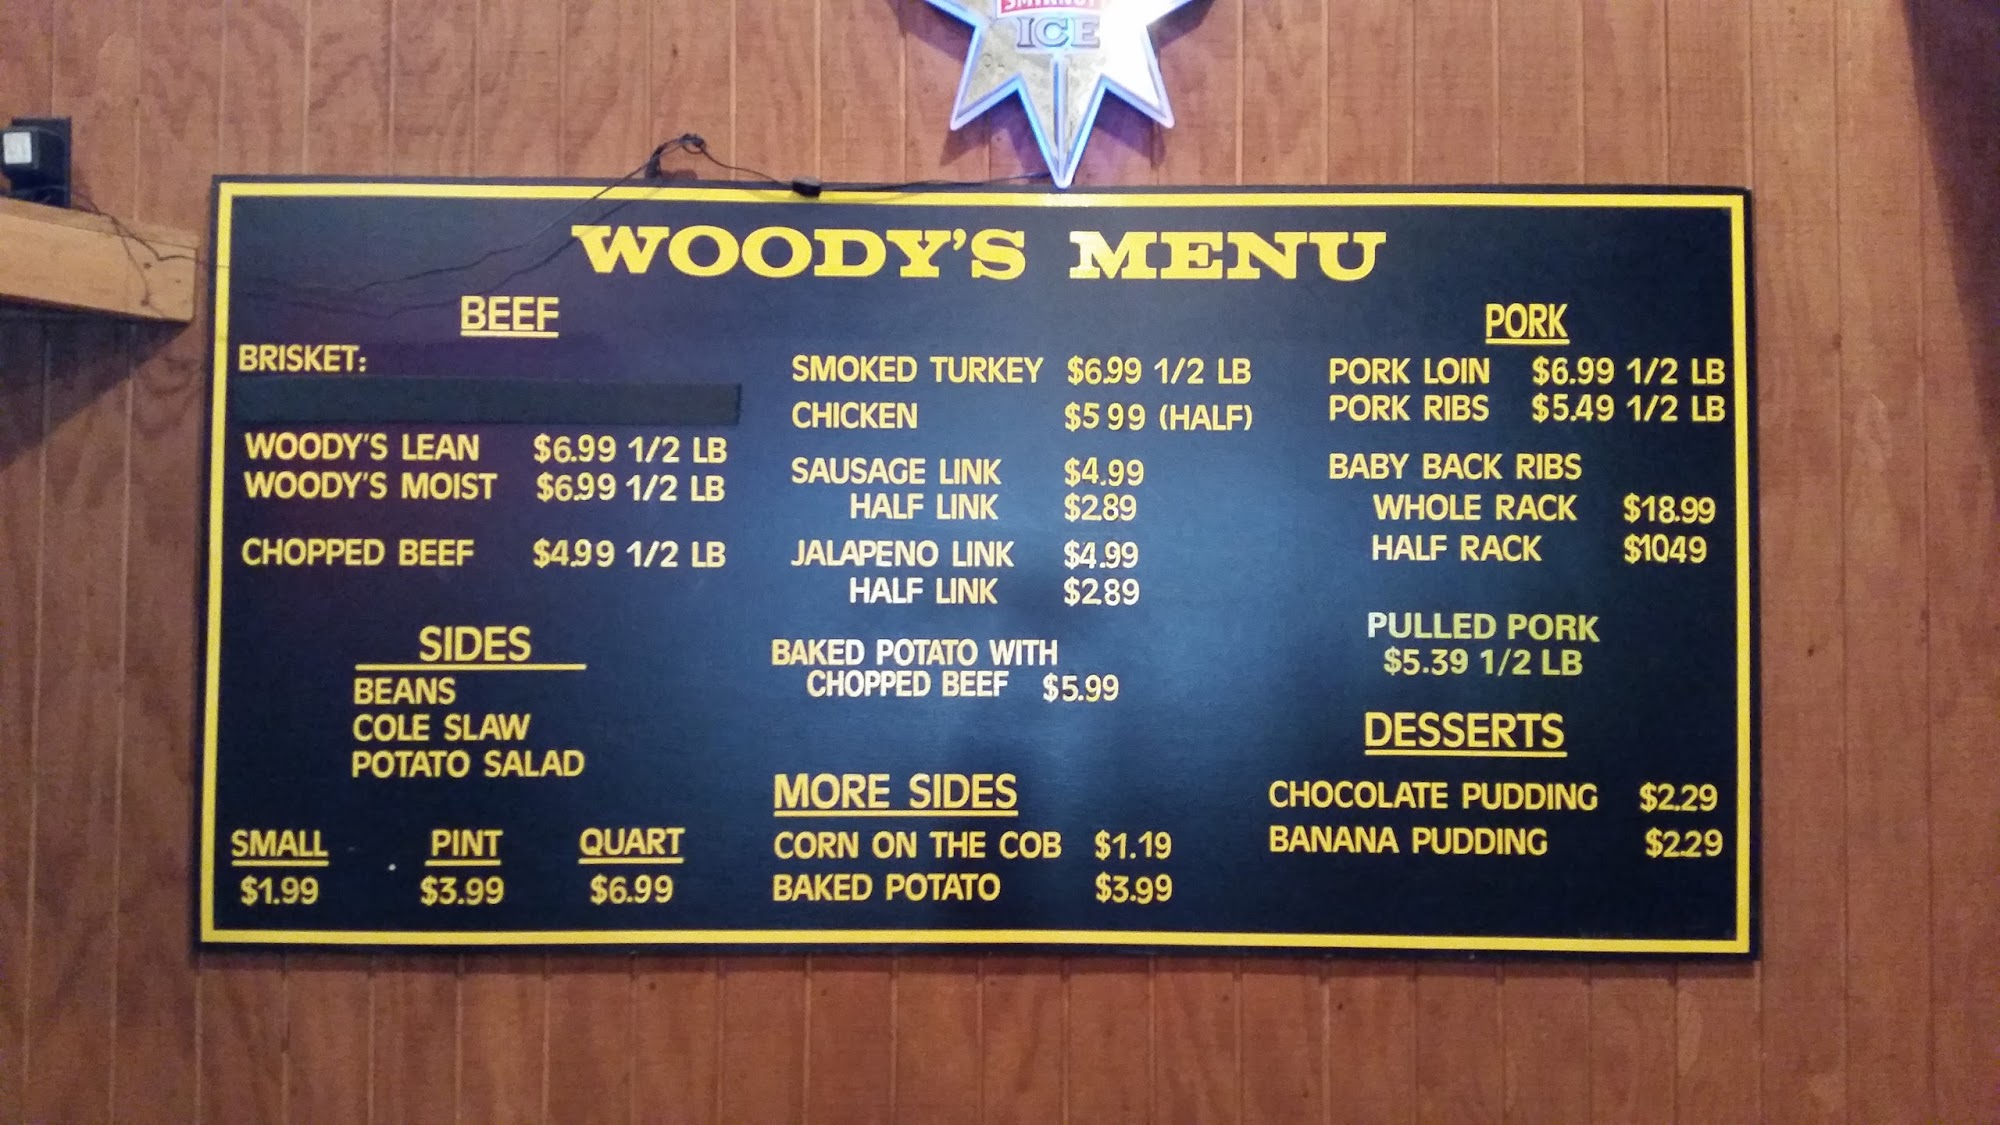 ICE
WOODY'S MENU
BEEF
BRISKET:
WOODY'S LEAN $6.99 1/2 LB
WOODY'S MOIST $6.99 1/2 LB
CHOPPED BEEF $4.99 1/2 LB
SIDES
BEANS
COLE SLAW
POTATO SALAD
SMALL PINT QUART
$1.99 $3.99 $6.99
SMOKED TURKEY $6.99 1/2 LB
CHICKEN $5 99 (HALF)
SAUSAGE LINK $4.99
HALF LINK $2.89
JALAPENO LINK $4.99
HALF LINK $2.89
BAKED POTATO WITH
CHOPPED BEEF $5.99
MORE SIDES
CORN ON THE COB $1.19
BAKED POTATO $3.99
PORK
PORK LOIN $6.99 1/2 LB
PORK RIBS $5.49 1/2 LB
BABY BACK RIBS
WHOLE RACK $18.99
HALF RACK $1049
PULLED PORK
$5.39 1/2 LB
DESSERTS
CHOCOLATE PUDDING $2.29
BANANA PUDDING $2.29